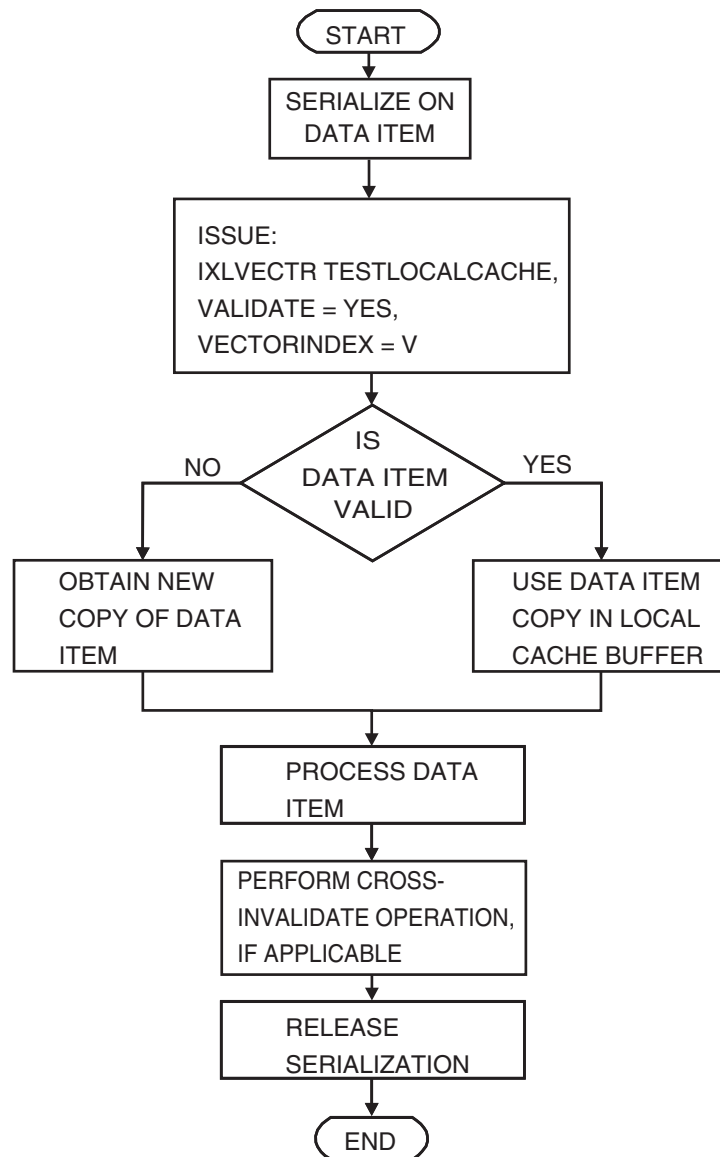 START
SERIALIZE ON
DATA ITEM
ISSUE:
IXLVECTR TESTLOCALCACHE,
VALIDATE = YES,
VECTORINDEX = V
IS
DATA ITEM
VALID
NO
YES
OBTAIN NEW
COPY OF DATA
ITEM
USE DATA ITEM
COPY IN LOCAL
CACHE BUFFER
PROCESS DATA
ITEM
PERFORM CROSS-
INVALIDATE OPERATION,
IF APPLICABLE
RELEASE
SERIALIZATION
END